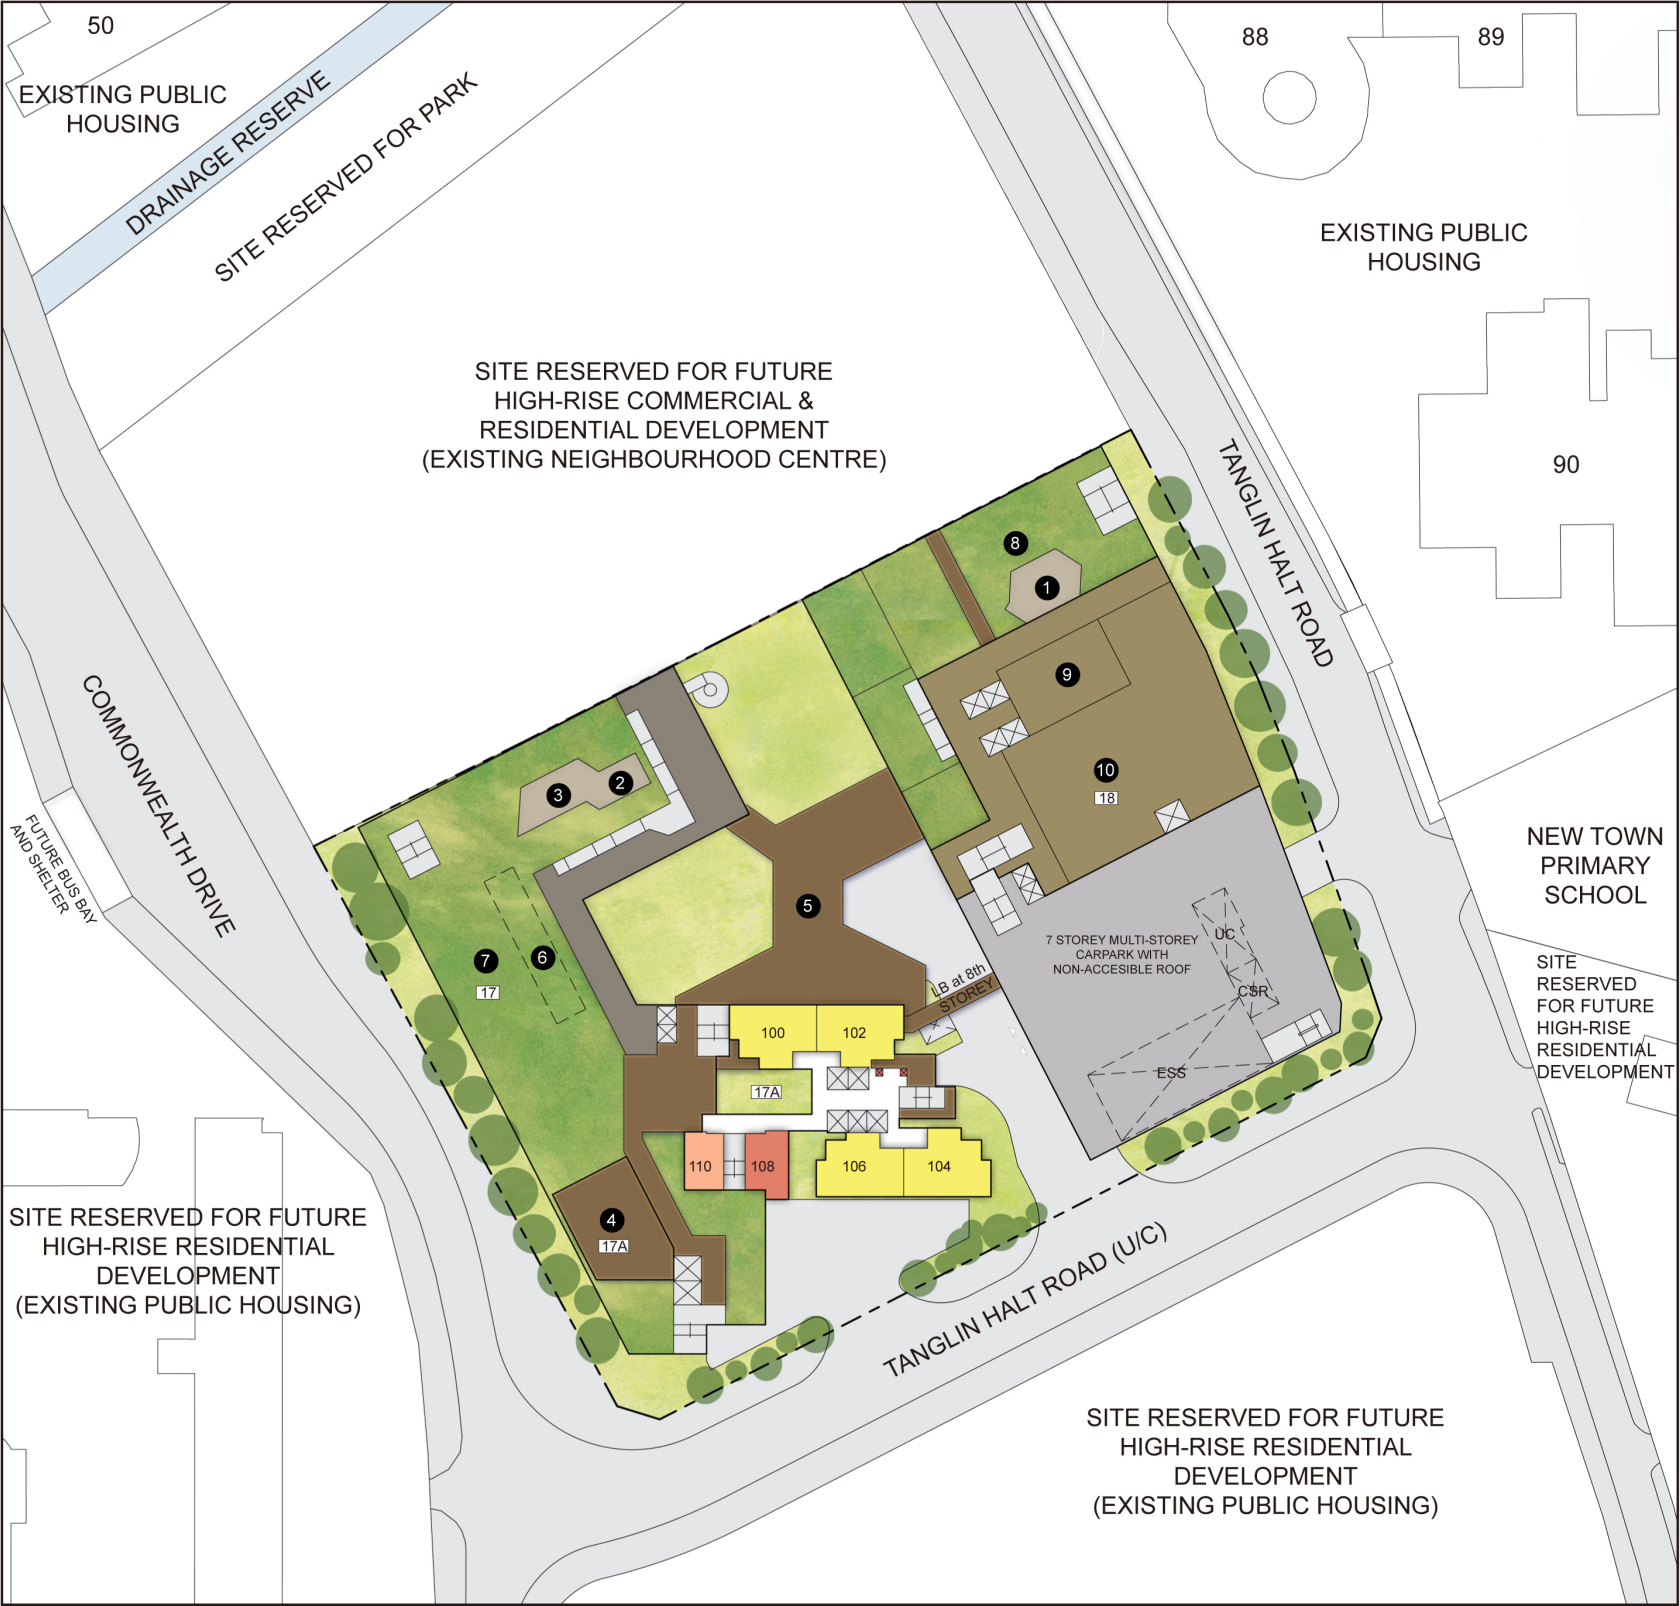 50
EXISTING PUBLIC
HOUSING
DRAINAGE RESERVE
SITE RESERVED FOR PARK
88
89
EXISTING PUBLIC
HOUSING
90
SITE RESERVED FOR FUTURE
HIGH-RISE COMMERCIAL &
RESIDENTIAL DEVELOPMENT
(EXISTING NEIGHBOURHOOD CENTRE)
TANGLIN HALT ROAD
COMMONWEALTH DRIVE
FUTURE BUS BAY
AND SHELTER
8
1
9
10
18
3
2
5
7
17
6
7 STOREY MULTI-STOREY
CARPARK WITH
NON-ACCESIBLE ROOF
UC
CSR
ESS
LB at 8th
STOREY
100
102
17A
110
108
106
104
4
17A
NEW TOWN
PRIMARY
SCHOOL
SITE
RESERVED
FOR FUTURE
HIGH-RISE
RESIDENTIAL
DEVELOPMENT
SITE RESERVED FOR FUTURE
HIGH-RISE RESIDENTIAL
DEVELOPMENT
(EXISTING PUBLIC HOUSING)
TANGLIN HALT ROAD (U/C)
SITE RESERVED FOR FUTURE
HIGH-RISE RESIDENTIAL
DEVELOPMENT
(EXISTING PUBLIC HOUSING)